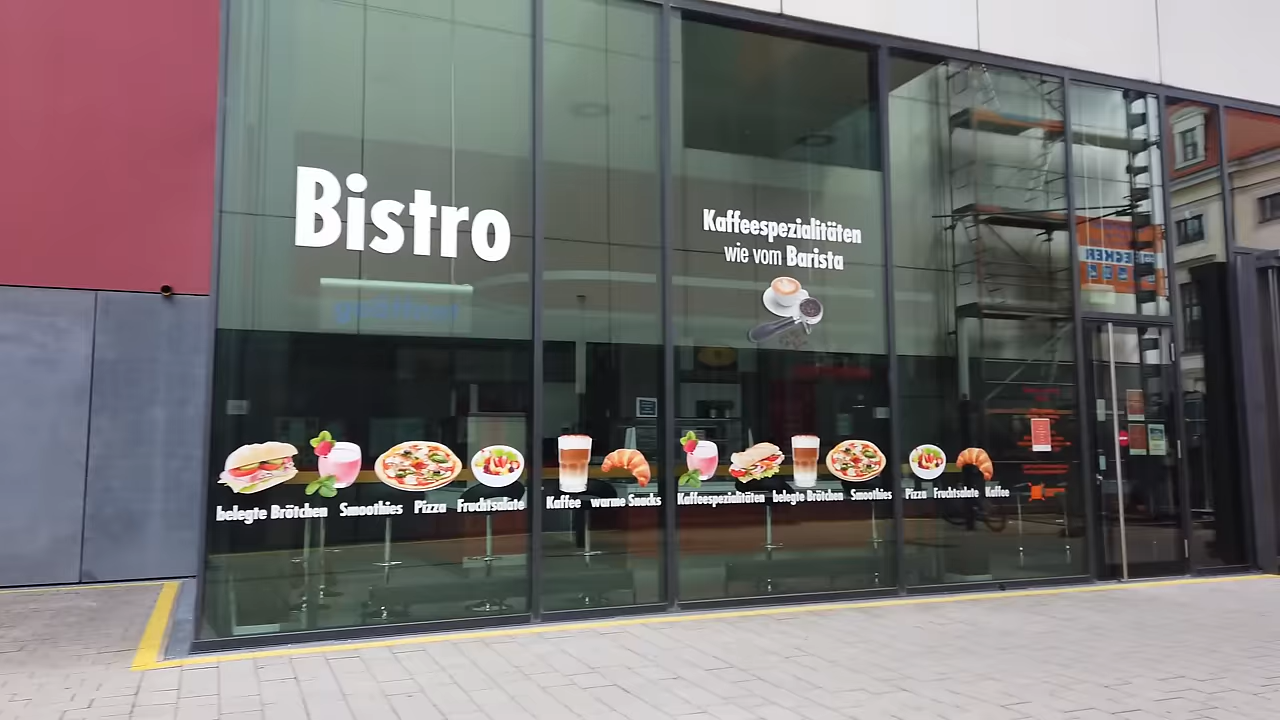 Bistro
Kaffeespezialitäten
wie vom Barista
geöffnet
belegte Brötchen Smoothies Pizza Fruchtsalate Kaffee warme Snacks Kaffeespezialitäten belegte Brötchen Smoothies Pizza Fruchtsalate Kaffee